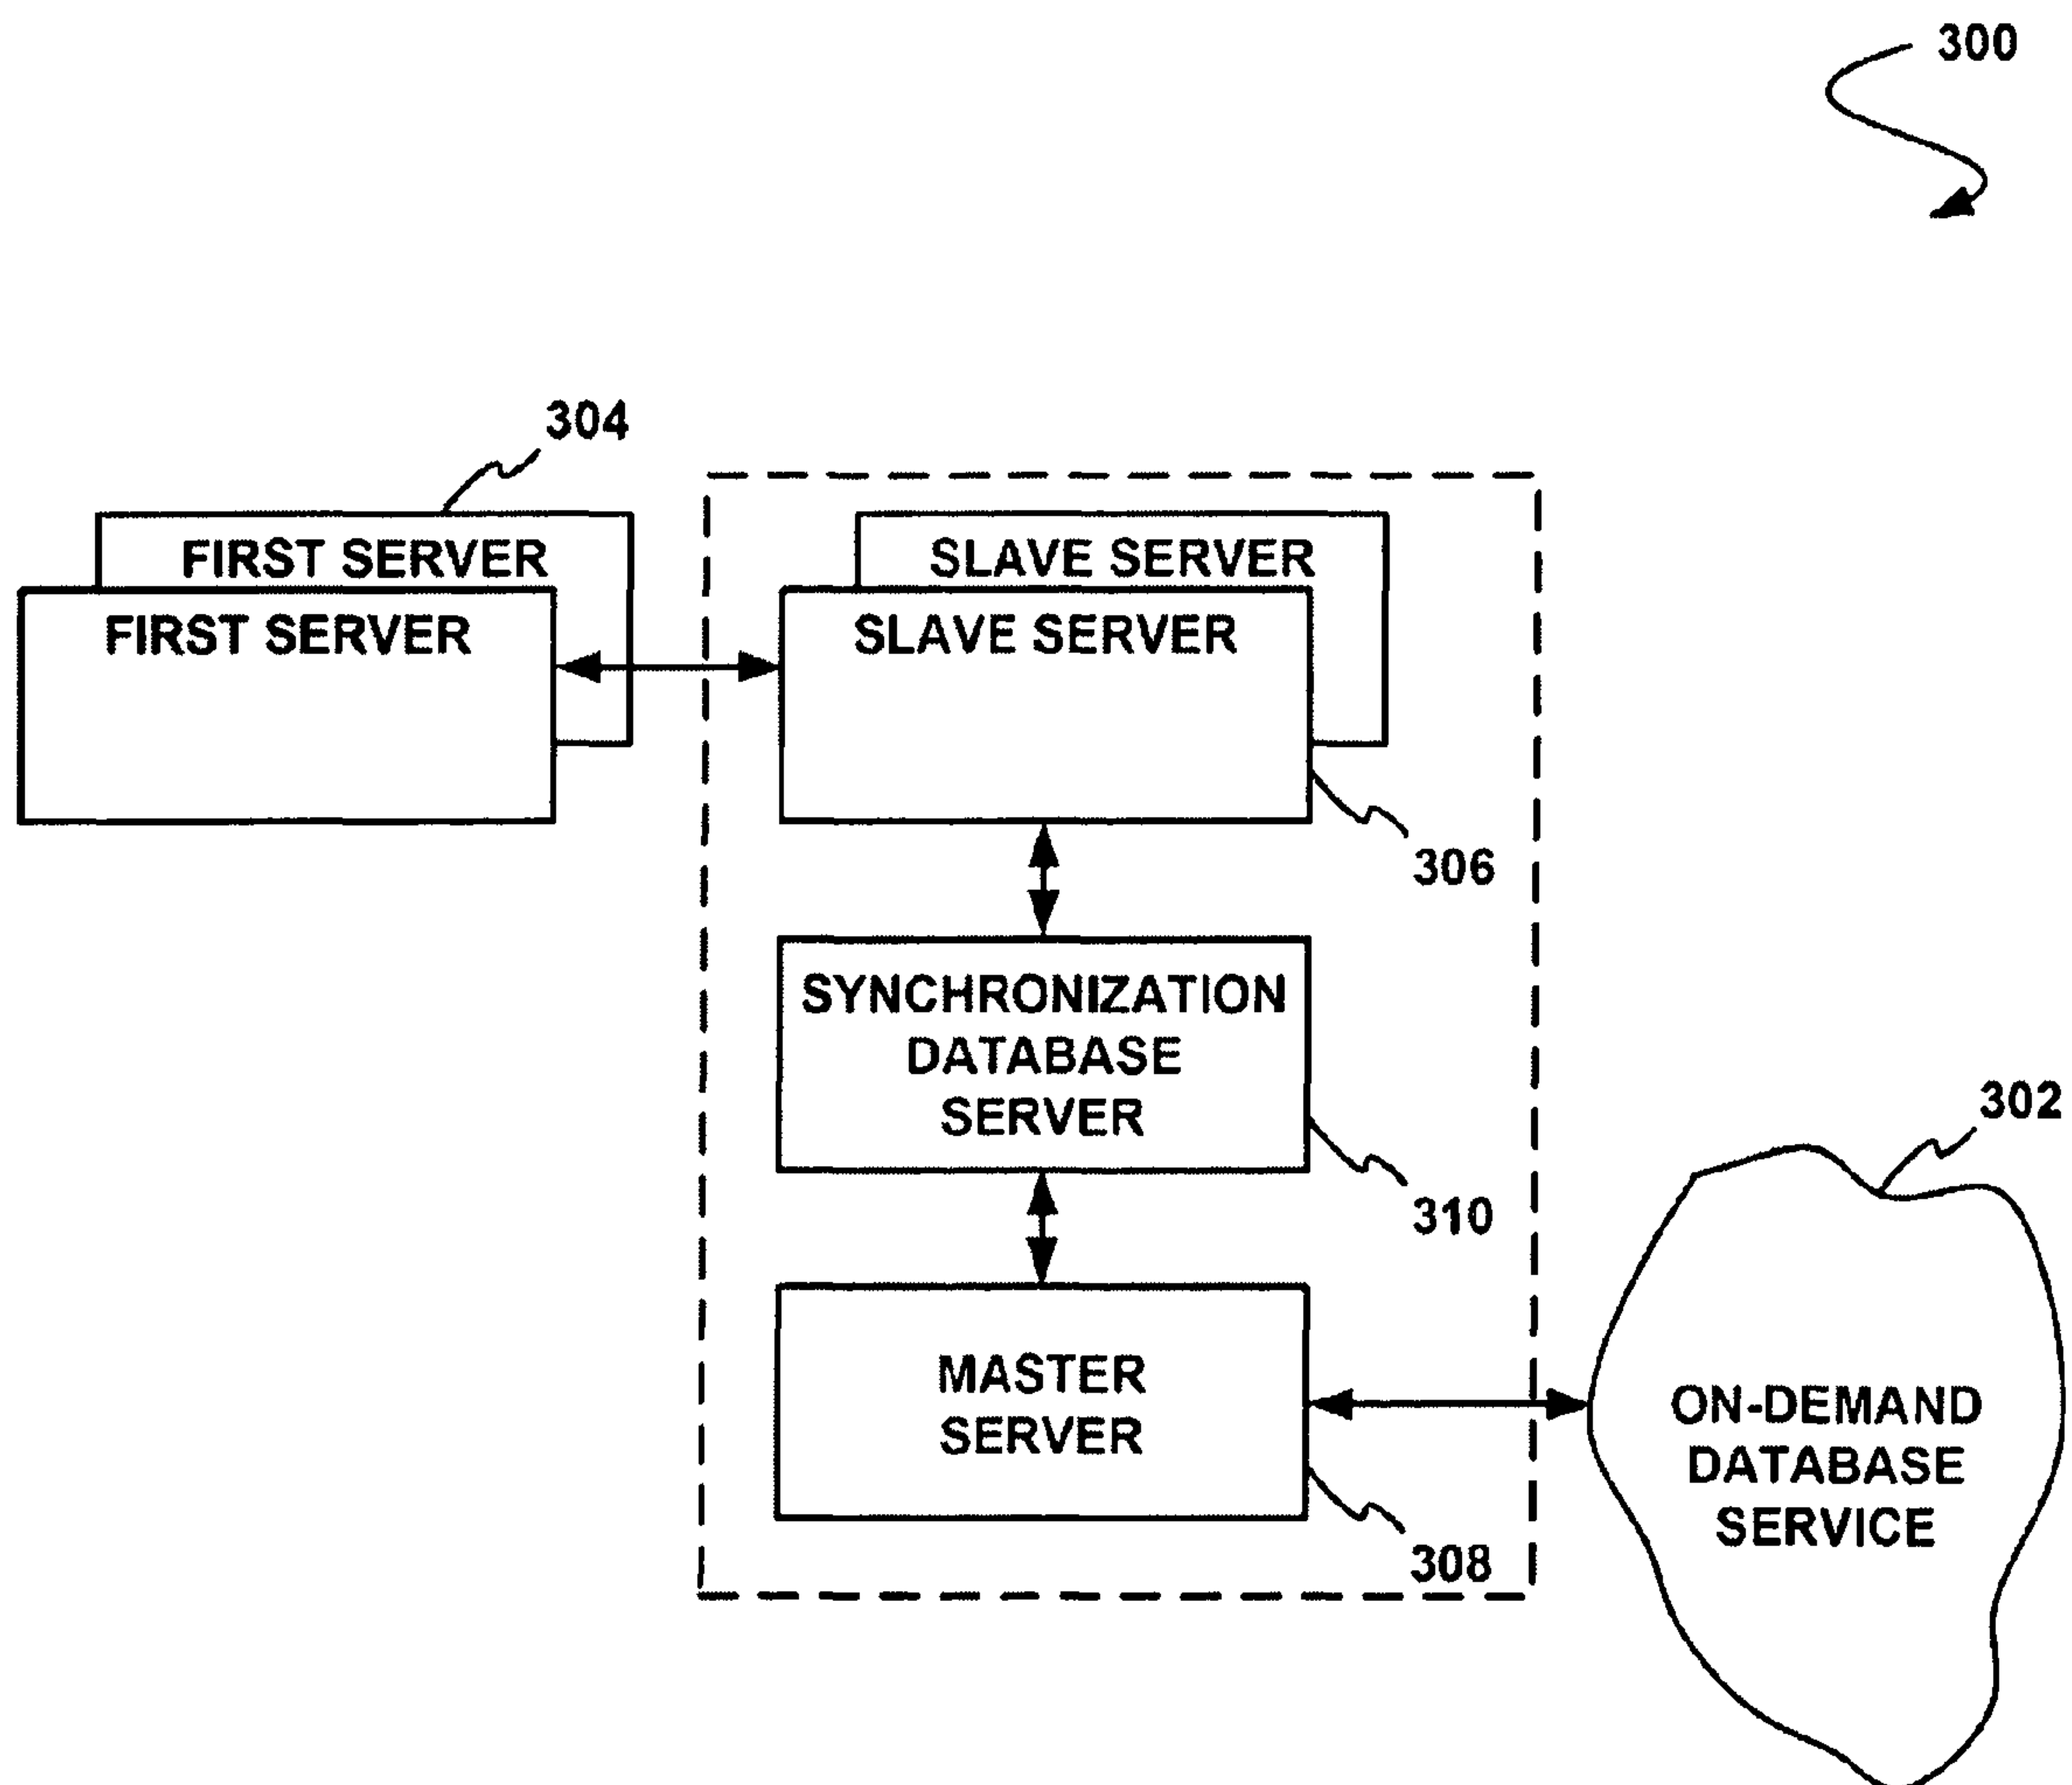 300
304
FIRST SERVER
FIRST SERVER
SLAVE SERVER
SLAVE SERVER
306
SYNCHRONIZATION
DATABASE
SERVER
310
302
MASTER
SERVER
308
ON-DEMAND
DATABASE
SERVICE